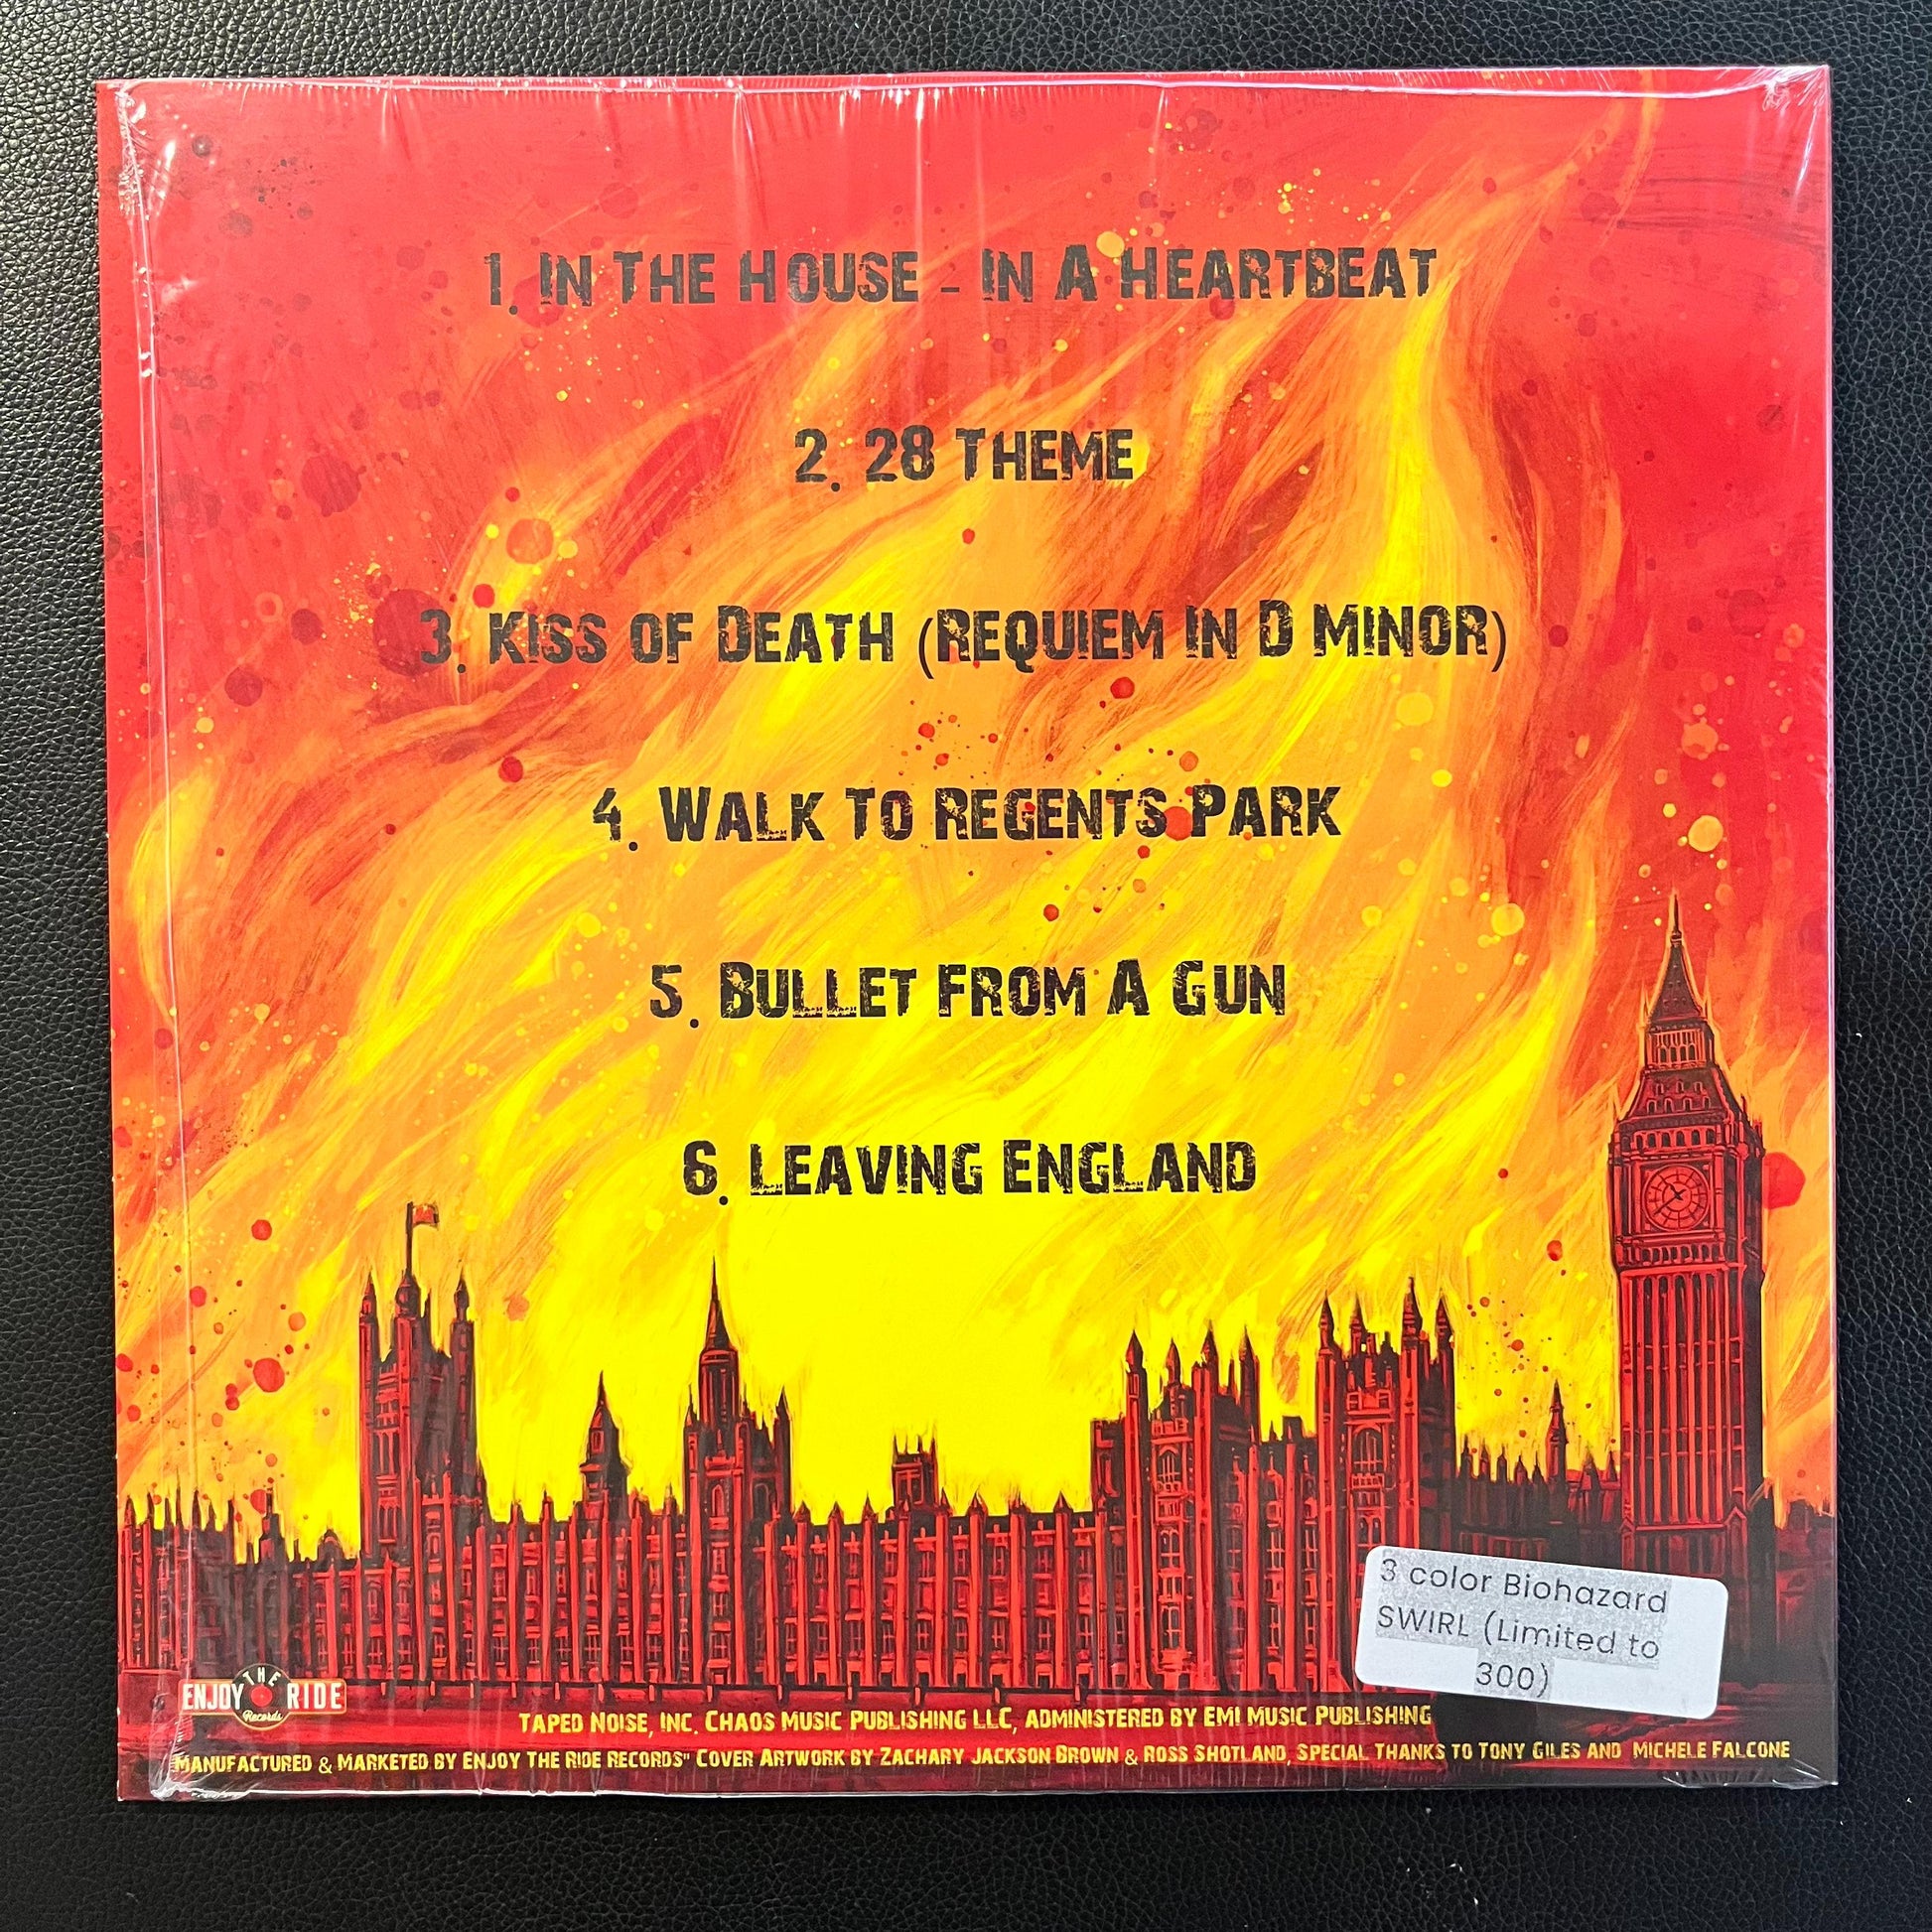 1. In The House - In A Heartbeat
2. 28 Theme
3. Kiss of Death (Requiem In D Minor)
4. Walk To Regents Park
5. Bullet From A Gun
6. Leaving England
3 color Biohazard
SWIRL (Limited to
300)
THE
ENJOY RIDE
Records
Taped Noise, Inc. Chaos Music Publishing LLC, administered by EMI Music Publishing
Manufactured & Marketed by Enjoy The Ride Records" Cover Artwork by Zachary Jackson Brown & Ross Shotland, Special Thanks to Tony Giles and Michele Falcone